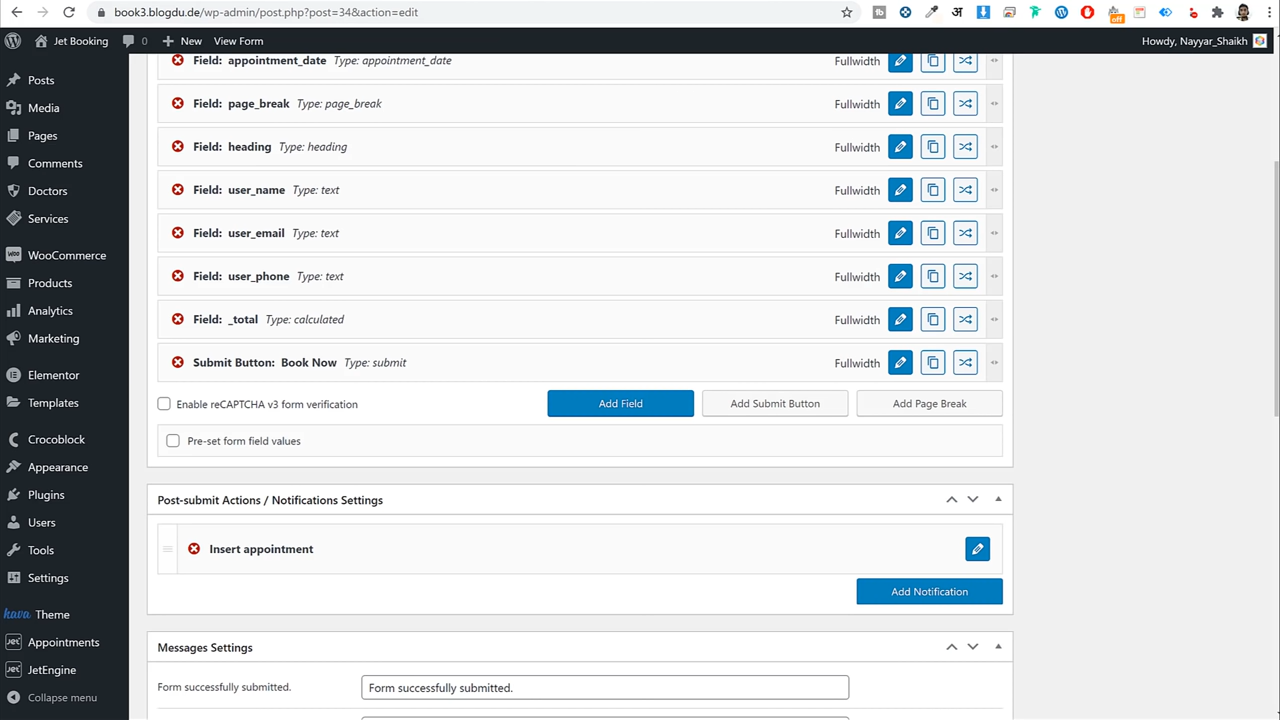 book3.blogdu.de/wp-admin/post.php?post=34&action=edit
अ
off
Jet Booking 0 New View Form Howdy, Nayyar_Shaikh
Posts
Media
Pages
Comments
Doctors
Services
WooCommerce
Products
Analytics
Marketing
Elementor
Templates
Crocoblock
Appearance
Plugins
Users
Tools
Settings
kava Theme
Jet Appointments
Jet JetEngine
Collapse menu
Field: appointment_date Type: appointment_date Fullwidth
Field: page_break Type: page_break Fullwidth
Field: heading Type: heading Fullwidth
Field: user_name Type: text Fullwidth
Field: user_email Type: text Fullwidth
Field: user_phone Type: text Fullwidth
Field: _total Type: calculated Fullwidth
Submit Button: Book Now Type: submit Fullwidth
Enable reCAPTCHA v3 form verification Add Field Add Submit Button Add Page Break
Pre-set form field values
Post-submit Actions / Notifications Settings
Insert appointment
Add Notification
Messages Settings
Form successfully submitted. Form successfully submitted.